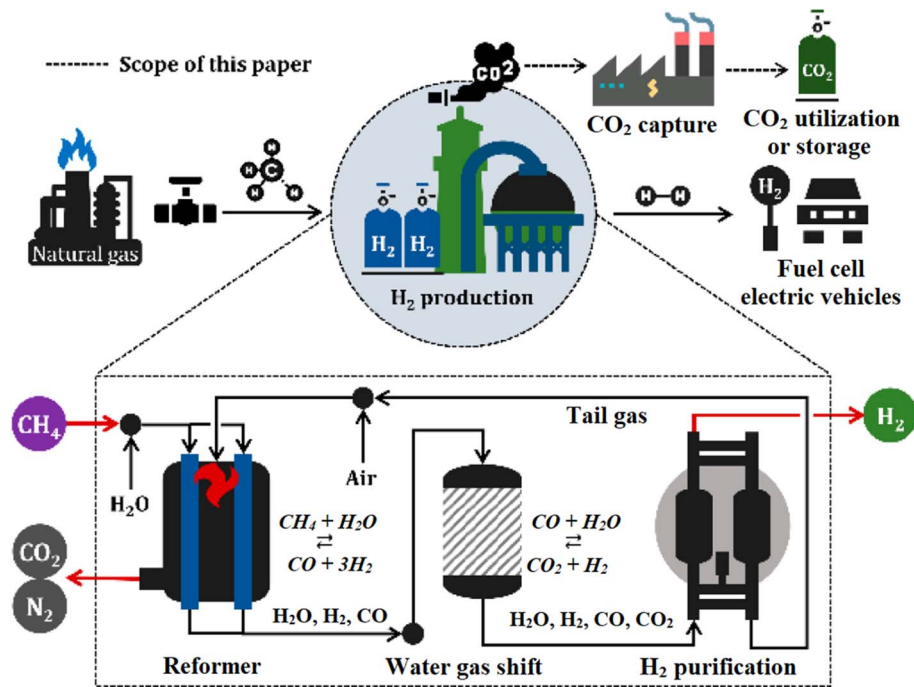 Scope of this paper
CO2
CO₂
CO₂ capture
CO₂ utilization
or storage
H
H
C
H
H
Natural gas
H₂
H₂
H₂ production
H
H
H₂
Fuel cell
electric vehicles
CH₄
H₂O
Air
Tail gas
H₂
CH₄ + H₂O
⇄
CO + 3H₂
CO + H₂O
⇄
CO₂ + H₂
CO₂
N₂
H₂O, H₂, CO
H₂O, H₂, CO, CO₂
Reformer
Water gas shift
H₂ purification